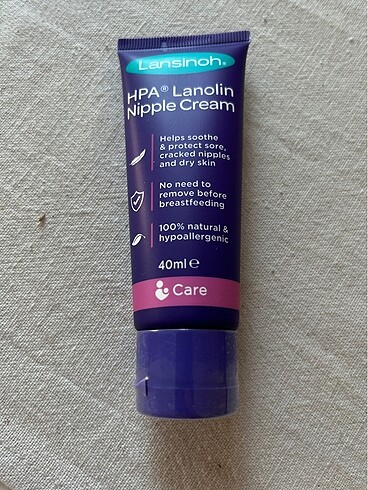 Lansinoh®
HPA® Lanolin
Nipple Cream
Helps soothe
& protect sore,
cracked nipples
and dry skin
No need to
remove before
breastfeeding
100% natural &
hypoallergenic
40ml ℮
Care